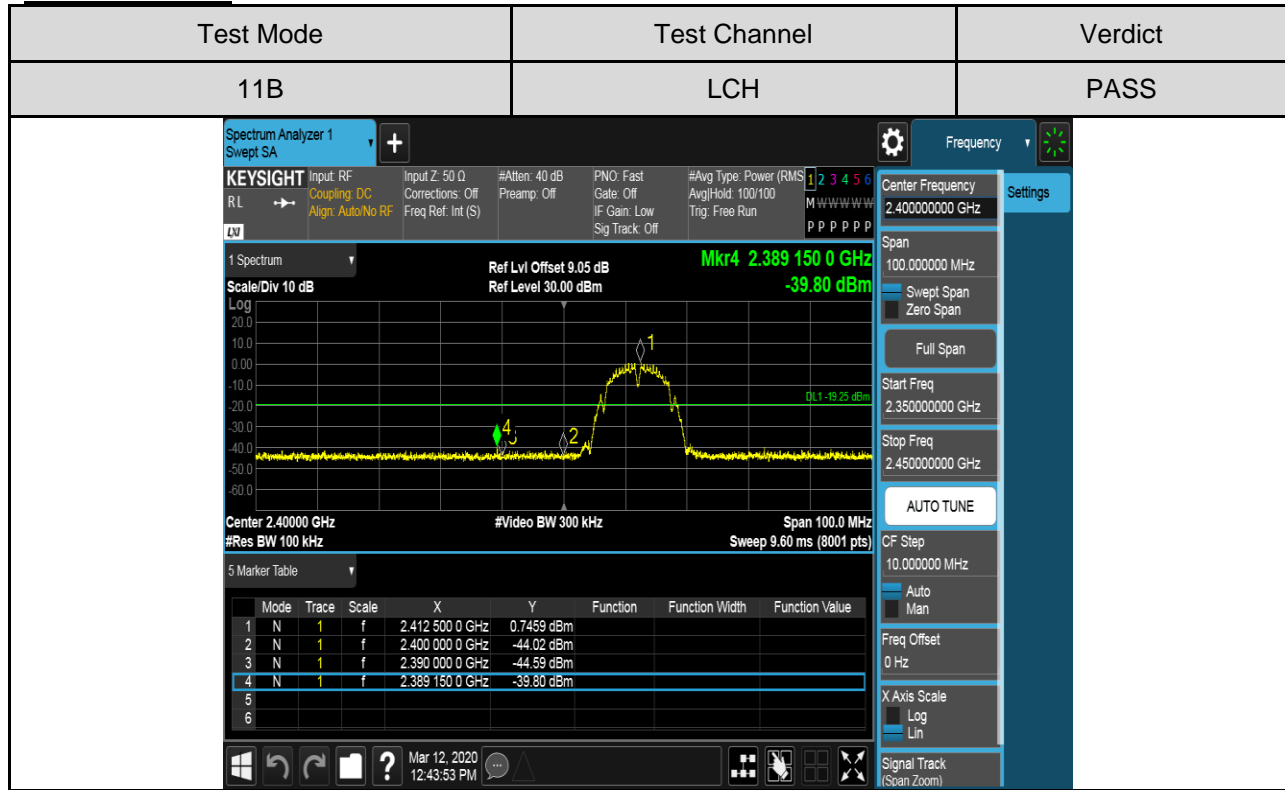 Test Mode Test Channel Verdict
11B LCH PASS
Spectrum Analyzer 1
Swept SA
+
Frequency
KEYSIGHT
RL
LXI
Input: RF
Coupling: DC
Align: Auto/No RF
Input Z: 50 Ω
Corrections: Off
Freq Ref: Int (S)
#Atten: 40 dB
Preamp: Off
PNO: Fast
Gate: Off
IF Gain: Low
Sig Track: Off
#Avg Type: Power (RMS
Avg|Hold: 100/100
Trig: Free Run
1 2 3 4 5 6
M W W W W W
P P P P P P
1 Spectrum
Scale/Div 10 dB
Ref Lvl Offset 9.05 dB
Ref Level 30.00 dBm
Mkr4 2.389 150 0 GHz
-39.80 dBm
Log
20.0
10.0
0.00
-10.0
-20.0
-30.0
-40.0
-50.0
-60.0
1
DL1 -19.25 dBm
4
2
Center 2.40000 GHz #Video BW 300 kHz Span 100.0 MHz
#Res BW 100 kHz Sweep 9.60 ms (8001 pts)
5 Marker Table
Mode Trace Scale X Y Function Function Width Function Value
1 N 1 f 2.412 500 0 GHz 0.7459 dBm
2 N 1 f 2.400 000 0 GHz -44.02 dBm
3 N 1 f 2.390 000 0 GHz -44.59 dBm
4 N 1 f 2.389 150 0 GHz -39.80 dBm
5
6
?
Mar 12, 2020
12:43:53 PM
Center Frequency
2.400000000 GHz
Settings
Span
100.000000 MHz
Swept Span
Zero Span
Full Span
Start Freq
2.350000000 GHz
Stop Freq
2.450000000 GHz
AUTO TUNE
CF Step
10.000000 MHz
Auto
Man
Freq Offset
0 Hz
X Axis Scale
Log
Lin
Signal Track
(Span Zoom)